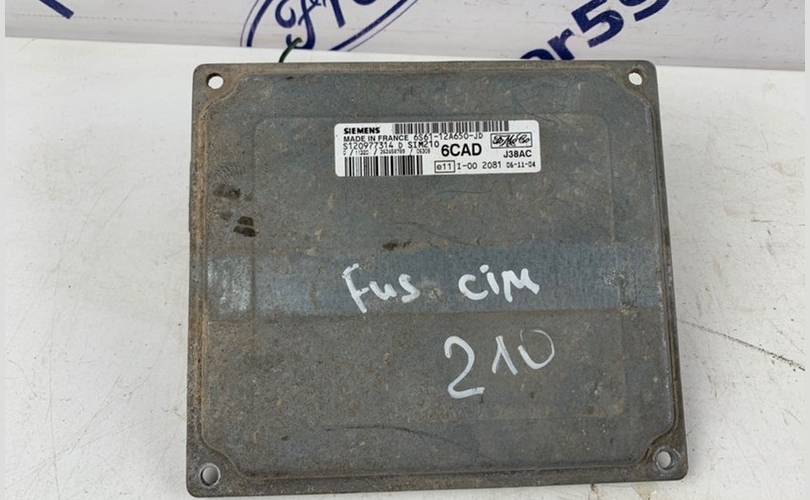 SIEMENS
MADE IN FRANCE 6S61-12A650-JD
S120977314 D SIM210
6CAD
J38AC
e11 I-00 2081 06-11-04
Fus cim
210